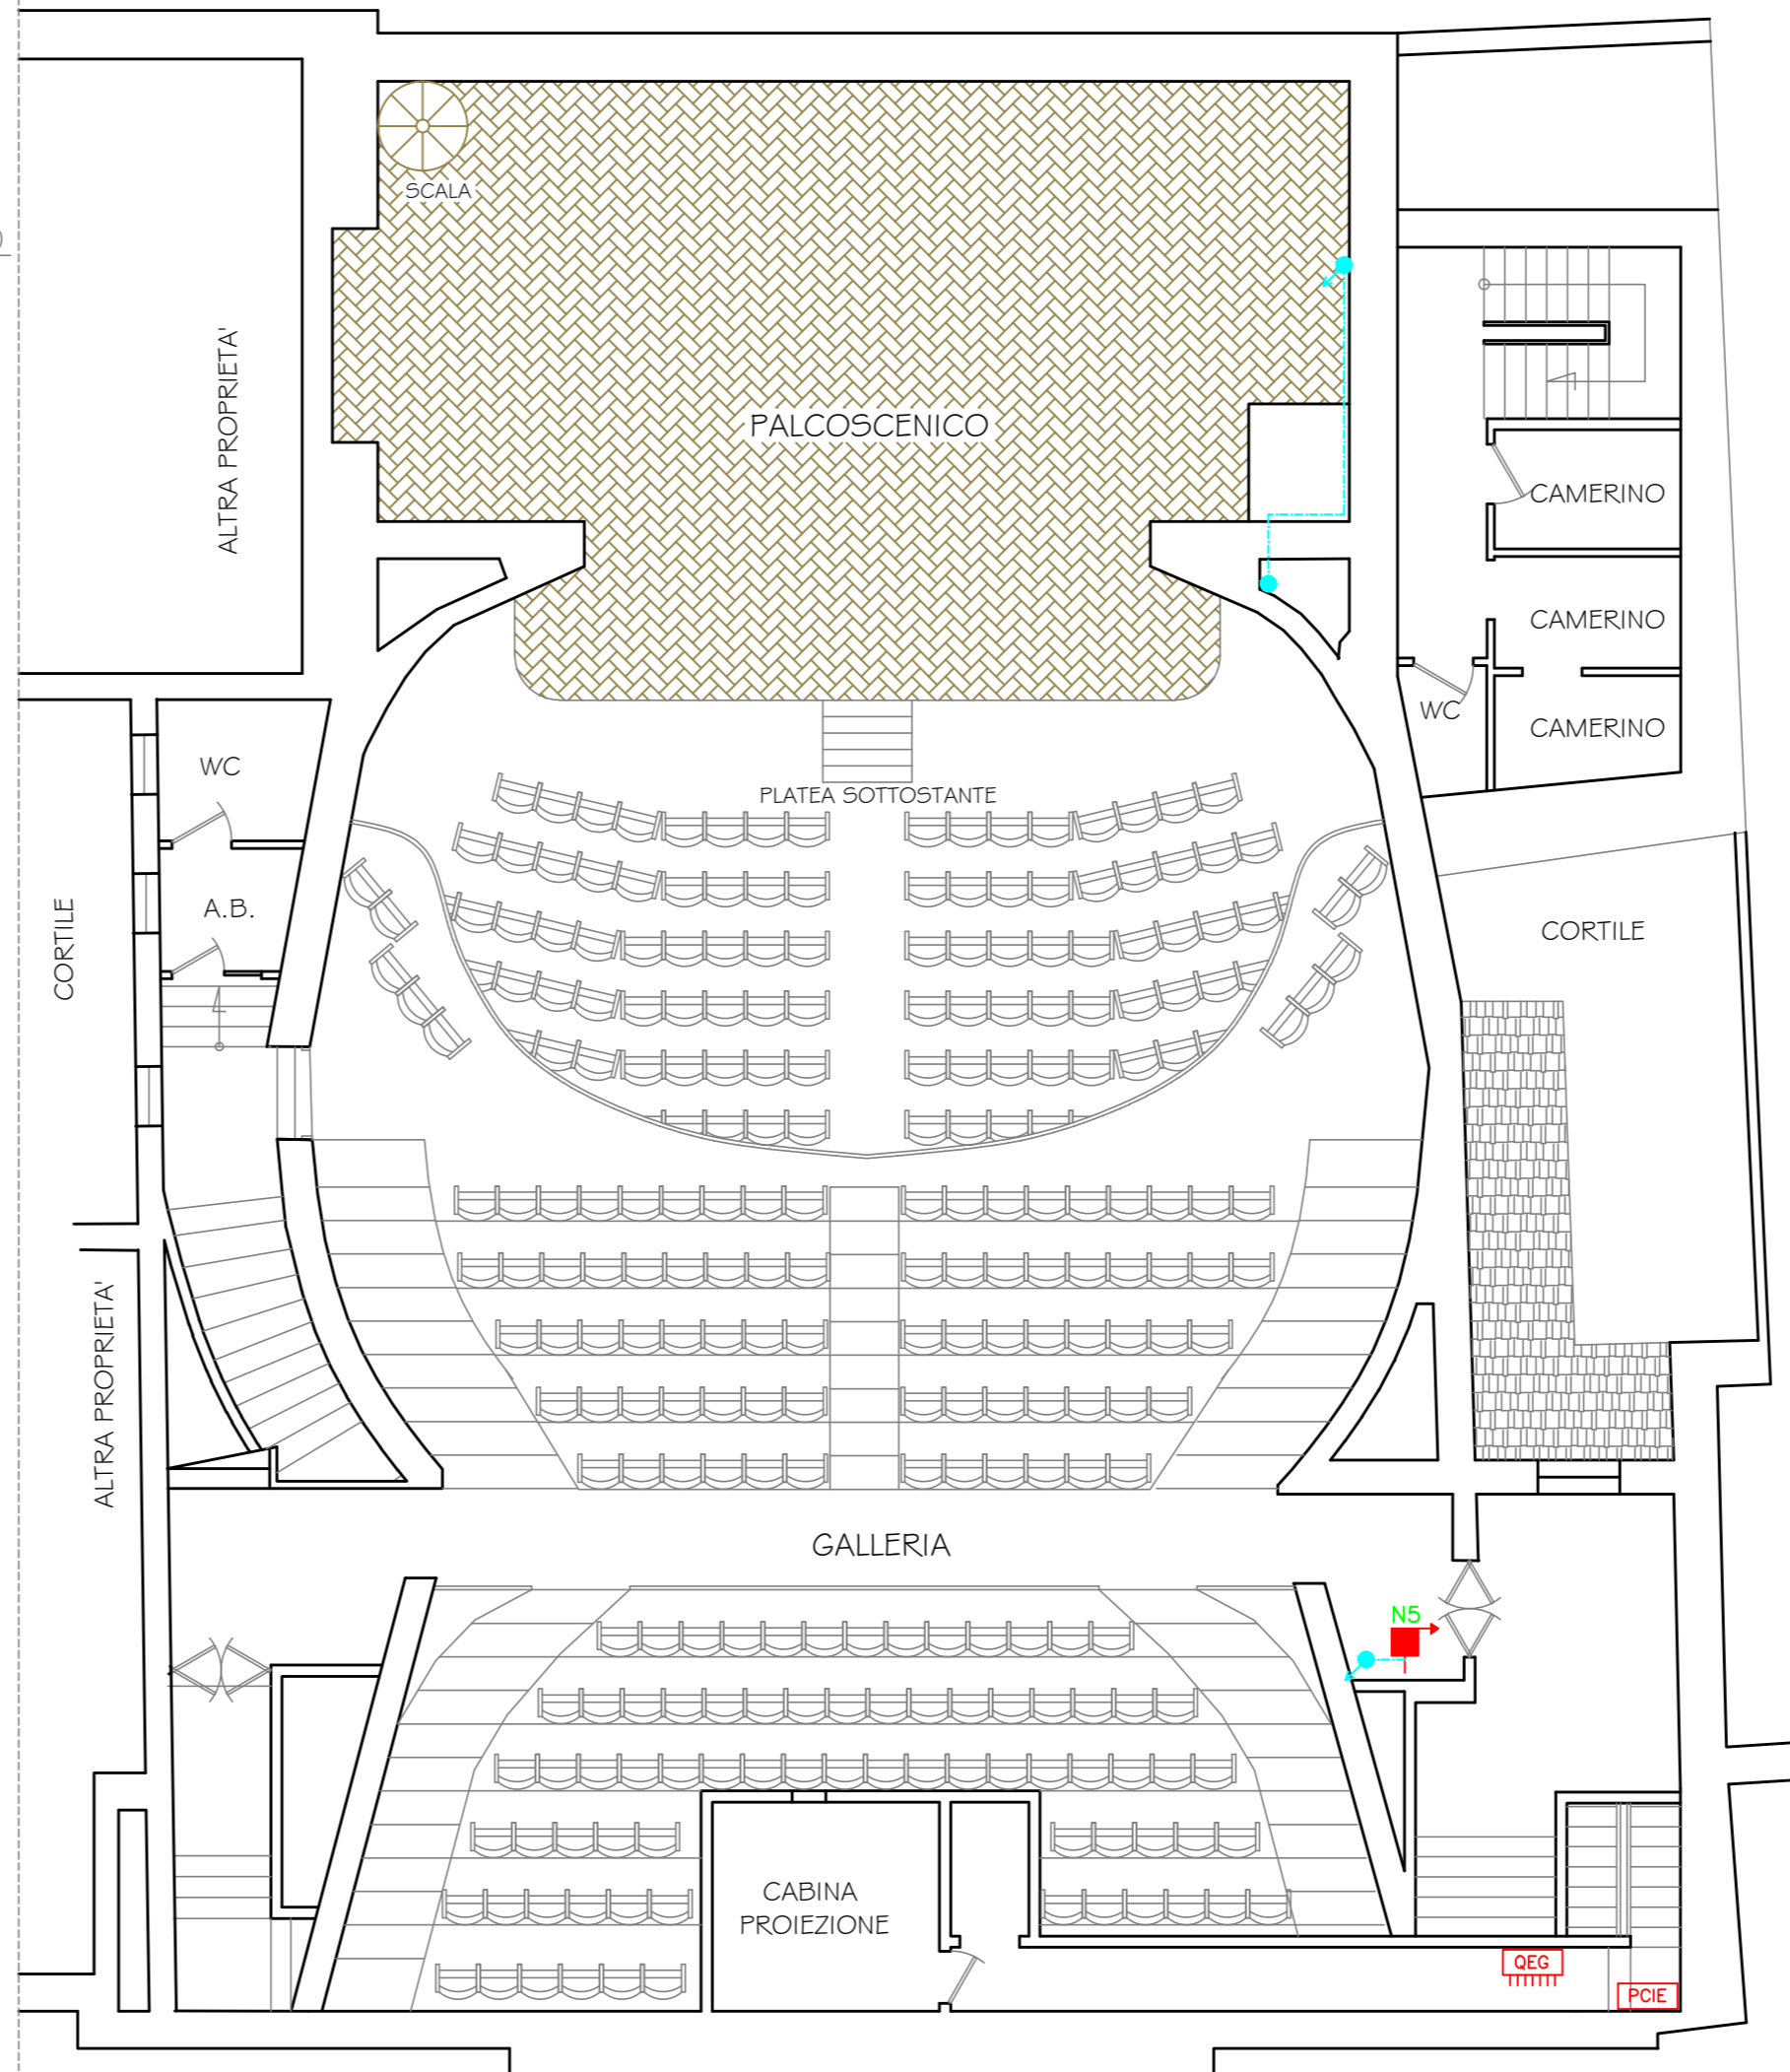 SCALA
ALTRA PROPRIETA'
PALCOSCENICO
CAMERINO
CAMERINO
WC
CAMERINO
WC
PLATEA SOTTOSTANTE
A.B.
CORTILE
CORTILE
ALTRA PROPRIETA'
GALLERIA
N5
CABINA
PROIEZIONE
QEG
PCIE